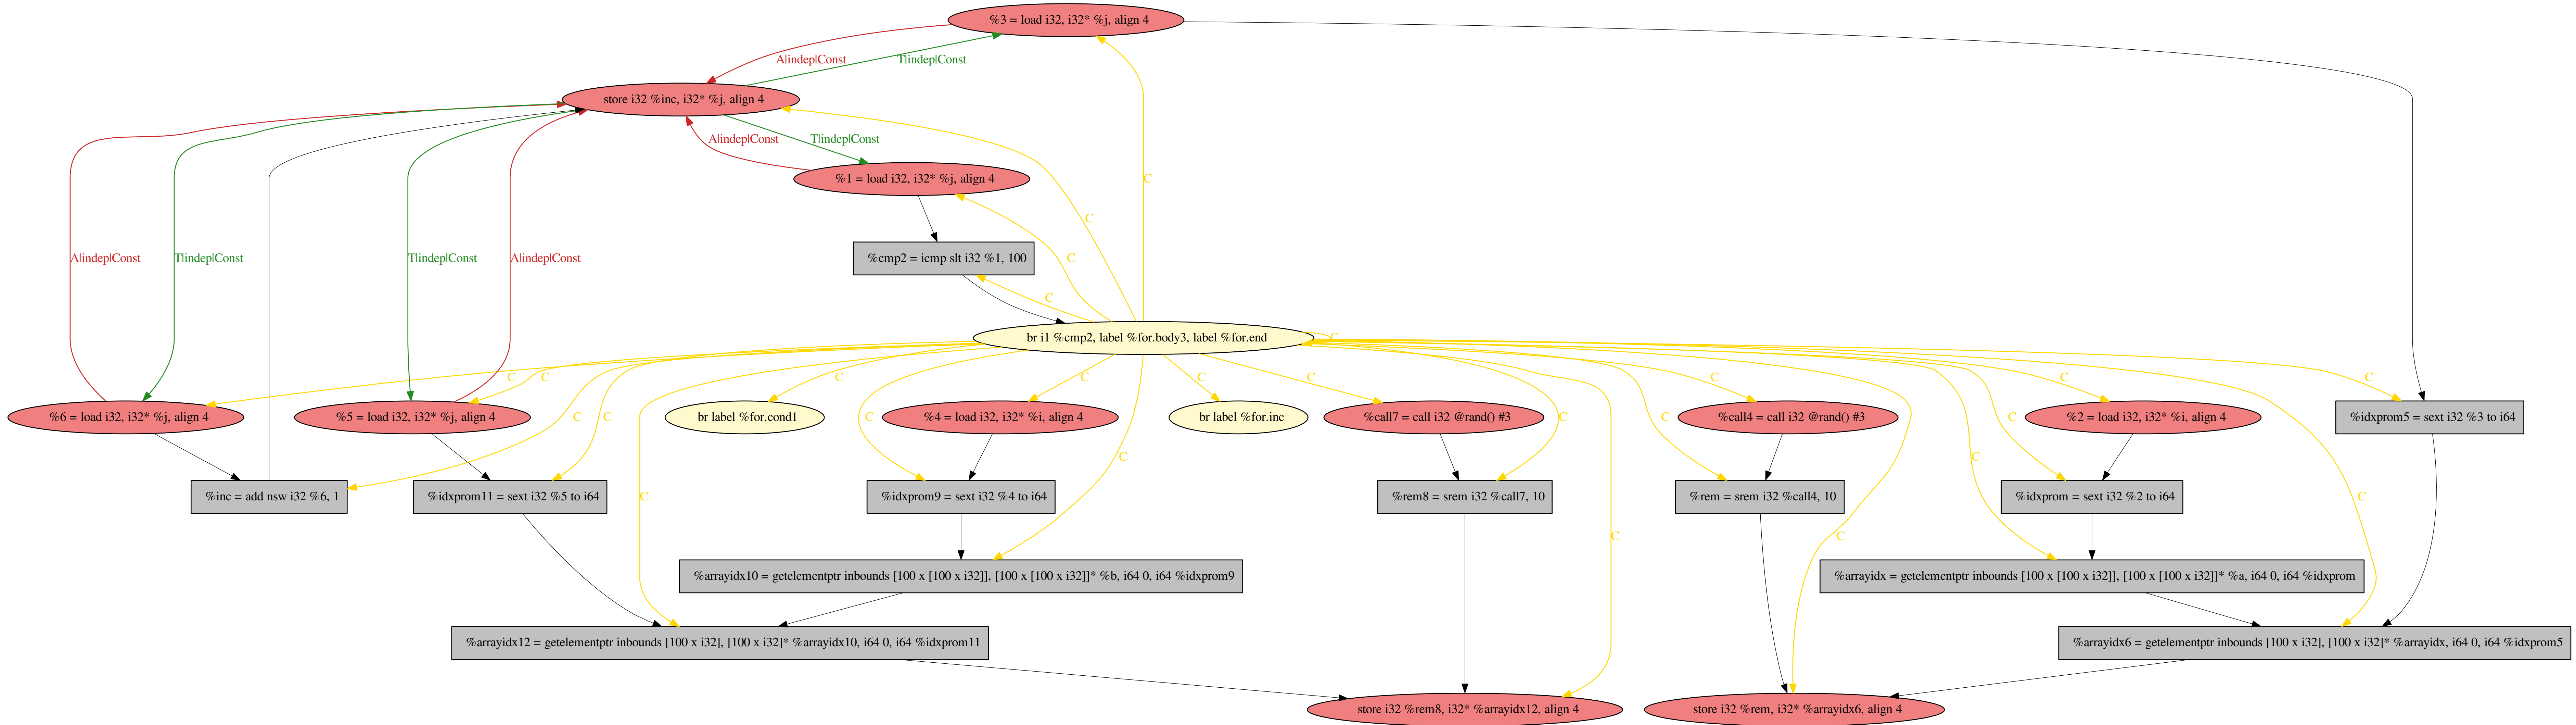 %3 = load i32, i32* %j, align 4
A|indep|Const
T|indep|Const
store i32 %inc, i32* %j, align 4
A|indep|Const
T|indep|Const
%1 = load i32, i32* %j, align 4
C
C
C
A|indep|Const
T|indep|Const
T|indep|Const
A|indep|Const
%cmp2 = icmp slt i32 %1, 100
C
C
br i1 %cmp2, label %for.body3, label %for.end
C
C
C
C
C
C
C
C
C
C
%6 = load i32, i32* %j, align 4
%5 = load i32, i32* %j, align 4
br label %for.cond1
%4 = load i32, i32* %i, align 4
br label %for.inc
%call7 = call i32 @rand() #3
%call4 = call i32 @rand() #3
%2 = load i32, i32* %i, align 4
%idxprom5 = sext i32 %3 to i64
C
C
C
C
C
C
C
C
%inc = add nsw i32 %6, 1
%idxprom11 = sext i32 %5 to i64
%idxprom9 = sext i32 %4 to i64
%rem8 = srem i32 %call7, 10
%rem = srem i32 %call4, 10
%idxprom = sext i32 %2 to i64
C
C
C
C
%arrayidx10 = getelementptr inbounds [100 x [100 x i32]], [100 x [100 x i32]]* %b, i64 0, i64 %idxprom9
%arrayidx = getelementptr inbounds [100 x [100 x i32]], [100 x [100 x i32]]* %a, i64 0, i64 %idxprom
%arrayidx12 = getelementptr inbounds [100 x i32], [100 x i32]* %arrayidx10, i64 0, i64 %idxprom11
%arrayidx6 = getelementptr inbounds [100 x i32], [100 x i32]* %arrayidx, i64 0, i64 %idxprom5
store i32 %rem8, i32* %arrayidx12, align 4
store i32 %rem, i32* %arrayidx6, align 4